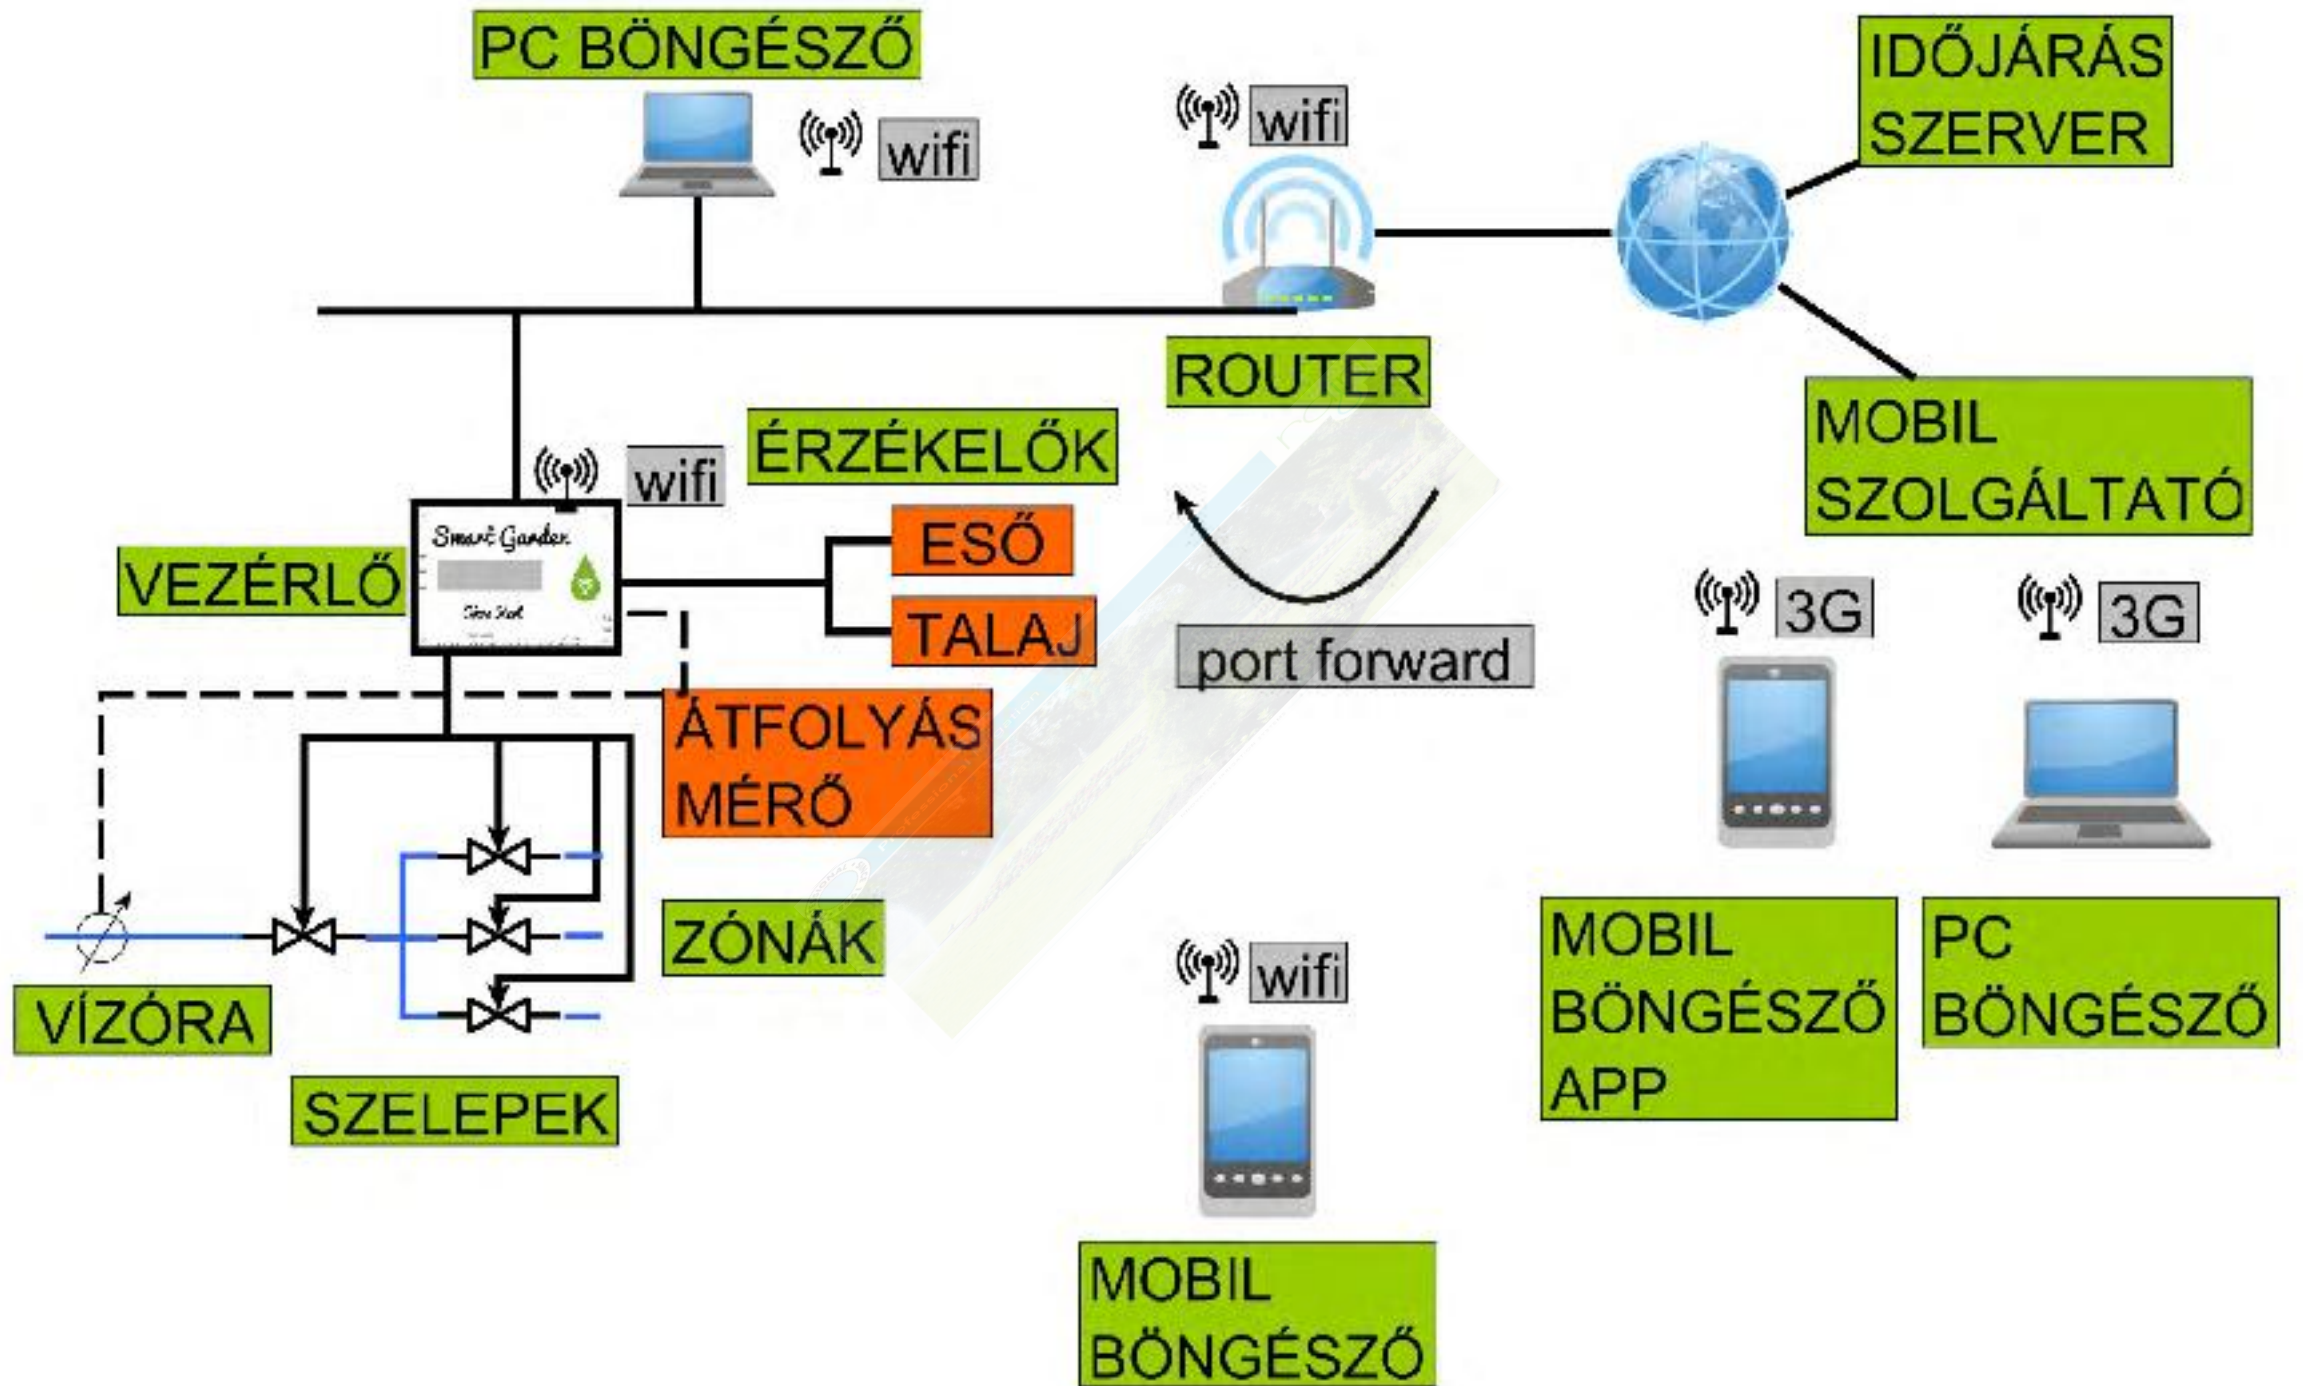 PC BÖNGÉSZŐ
wifi
wifi
IDŐJÁRÁS
SZERVER
ROUTER
MOBIL
SZOLGÁLTATÓ
ÉRZÉKELŐK
wifi
Smart Garden
VEZÉRLŐ
ESŐ
TALAJ
port forward
3G
3G
ÁTFOLYÁS
MÉRŐ
ZÓNÁK
VÍZÓRA
SZELEPEK
wifi
MOBIL
BÖNGÉSZŐ
APP
PC
BÖNGÉSZŐ
MOBIL
BÖNGÉSZŐ